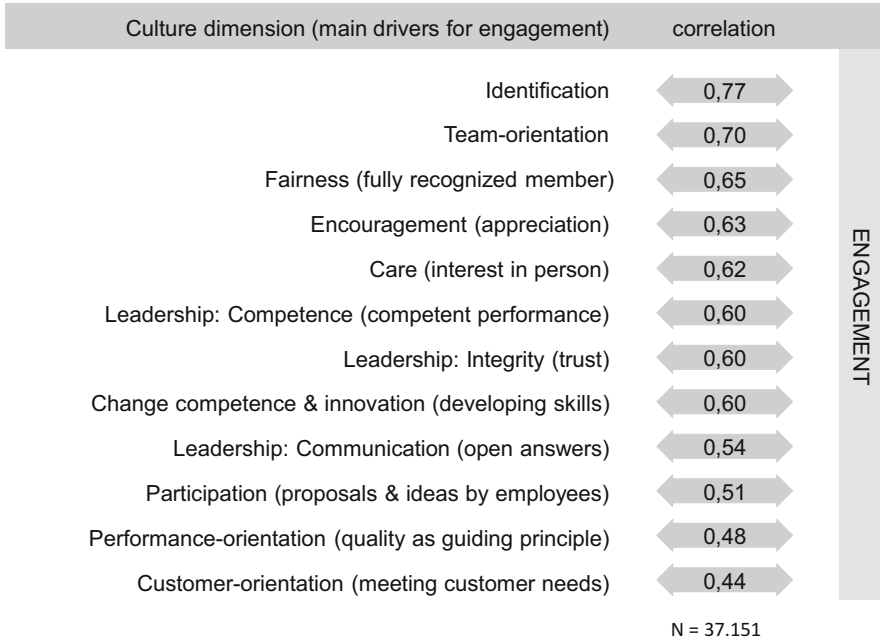 Culture dimension (main drivers for engagement) correlation
Identification 0,77
Team-orientation 0,70
Fairness (fully recognized member) 0,65
Encouragement (appreciation) 0,63
Care (interest in person) 0,62
Leadership: Competence (competent performance) 0,60
Leadership: Integrity (trust) 0,60
Change competence & innovation (developing skills) 0,60
Leadership: Communication (open answers) 0,54
Participation (proposals & ideas by employees) 0,51
Performance-orientation (quality as guiding principle) 0,48
Customer-orientation (meeting customer needs) 0,44
ENGAGEMENT
N = 37.151